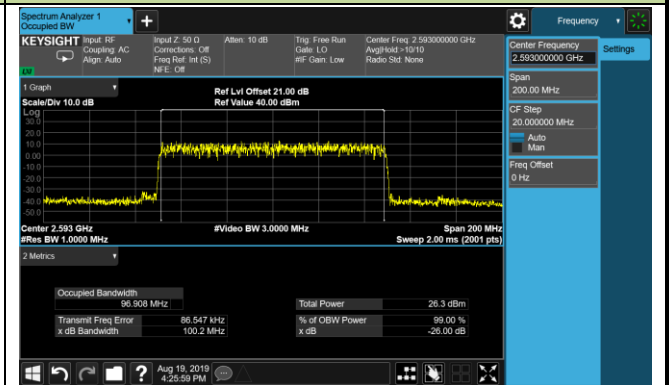 Spectrum Analyzer 1
Occupied BW
+
Frequency
KEYSIGHT
Input: RF
Coupling: AC
Align: Auto
Input Z: 50 Ω
Corrections: Off
Freq Ref: Int (S)
NFE: Off
Atten: 10 dB
Trig: Free Run
Gate: LO
#IF Gain: Low
Center Freq: 2.593000000 GHz
Avg|Hold:>10/10
Radio Std: None
LXI
Center Frequency
2.593000000 GHz
Settings
Span
200.00 MHz
CF Step
20.000000 MHz
Auto
Man
Freq Offset
0 Hz
1 Graph
Scale/Div 10.0 dB
Ref Lvl Offset 21.00 dB
Ref Value 40.00 dBm
Log
30.0
20.0
10.0
0.00
-10.0
-20.0
-30.0
-40.0
-50.0
Center 2.593 GHz
#Res BW 1.0000 MHz
#Video BW 3.0000 MHz
Span 200 MHz
Sweep 2.00 ms (2001 pts)
2 Metrics
Occupied Bandwidth
96.908 MHz
Total Power 26.3 dBm
Transmit Freq Error 86.547 kHz
% of OBW Power 99.00 %
x dB Bandwidth 100.2 MHz
x dB -26.00 dB
?
Aug 19, 2019
4:25:59 PM